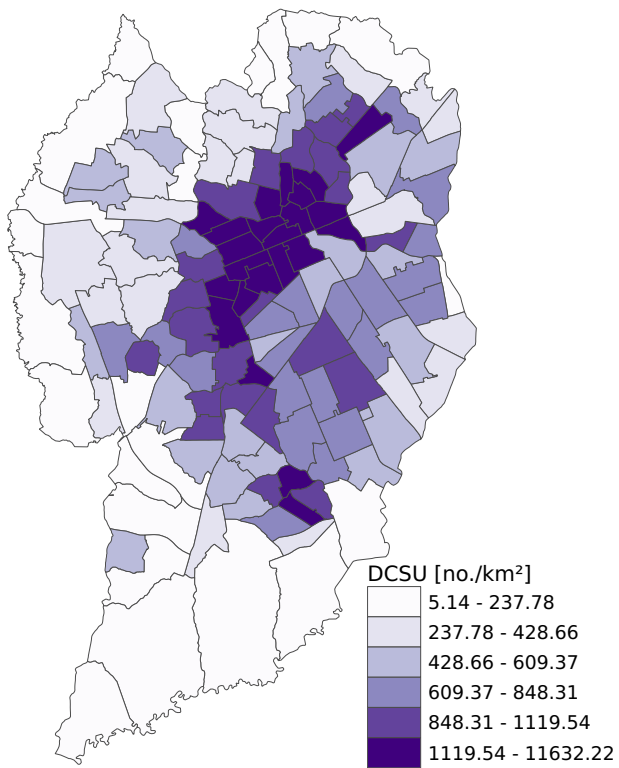 DCSU [no./km²]
5.14 - 237.78
237.78 - 428.66
428.66 - 609.37
609.37 - 848.31
848.31 - 1119.54
1119.54 - 11632.22